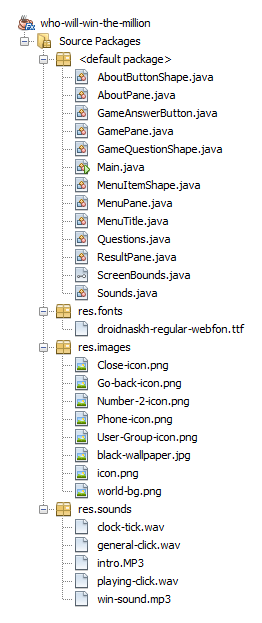 who-will-win-the-million
Source Packages
<default package>
AboutButtonShape.java
AboutPane.java
GameAnswerButton.java
GamePane.java
GameQuestionShape.java
Main.java
MenuItemShape.java
MenuPane.java
MenuTitle.java
Questions.java
ResultPane.java
ScreenBounds.java
Sounds.java
res.fonts
droidnaskh-regular-webfon.ttf
res.images
Close-icon.png
Go-back-icon.png
Number-2-icon.png
Phone-icon.png
User-Group-icon.png
black-wallpaper.jpg
icon.png
world-bg.png
res.sounds
clock-tick.wav
general-click.wav
intro.MP3
playing-click.wav
win-sound.mp3